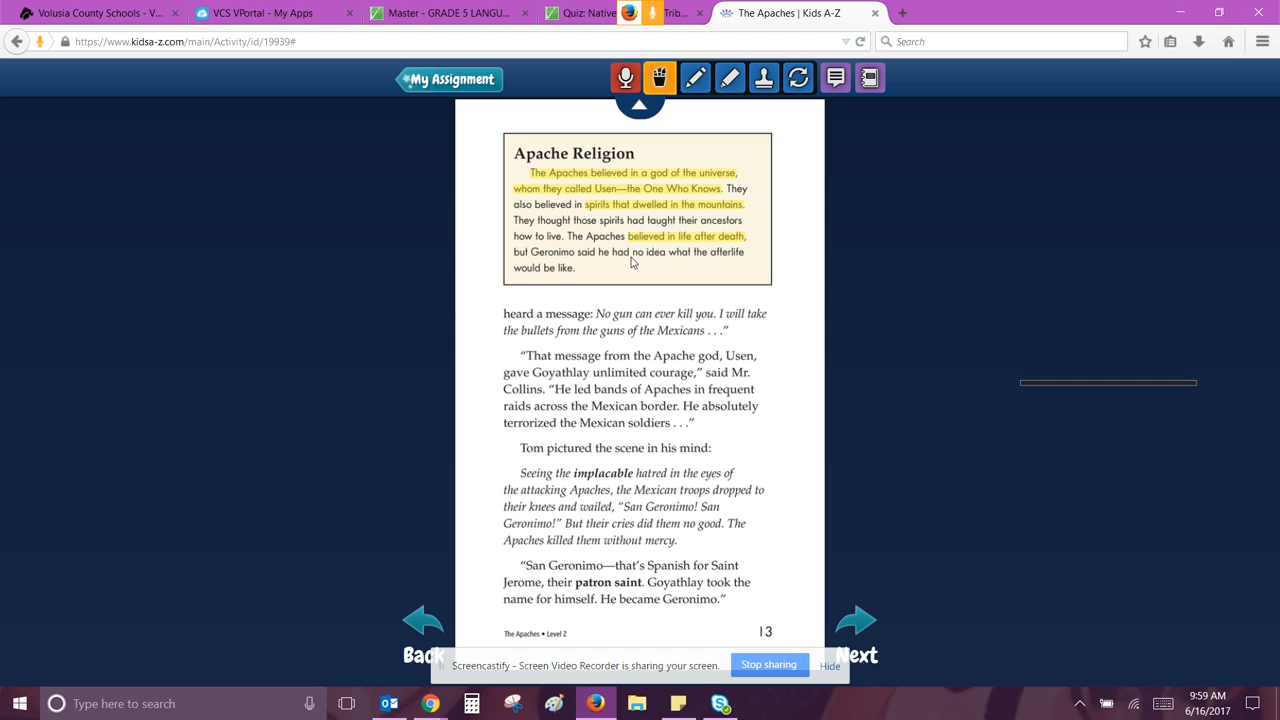 Volusia County Schools - V...
VCS VPortal - My Apps
Master - GRADE 5 LANGU...
Quiz: Native
Trib...
The Apaches | Kids A-Z
https://www.kidsa-z.com/main/Activity/id/19939#
Search
My Assignment
Apache Religion
The Apaches believed in a god of the universe,
whom they called Usen—the One Who Knows. They
also believed in spirits that dwelled in the mountains.
They thought those spirits had taught their ancestors
how to live. The Apaches believed in life after death,
but Geronimo said he had no idea what the afterlife
would be like.
heard a message: No gun can ever kill you. I will take
the bullets from the guns of the Mexicans . . .”
“That message from the Apache god, Usen,
gave Goyathlay unlimited courage,” said Mr.
Collins. “He led bands of Apaches in frequent
raids across the Mexican border. He absolutely
terrorized the Mexican soldiers . . .”
Tom pictured the scene in his mind:
Seeing the implacable hatred in the eyes of
the attacking Apaches, the Mexican troops dropped to
their knees and wailed, “San Geronimo! San
Geronimo!” But their cries did them no good. The
Apaches killed them without mercy.
“San Geronimo—that’s Spanish for Saint
Jerome, their patron saint. Goyathlay took the
name for himself. He became Geronimo.”
The Apaches • Level Z
13
Back
Next
Screencastify - Screen Video Recorder is sharing your screen.
Stop sharing
Hide
Type here to search
9:59 AM
6/16/2017